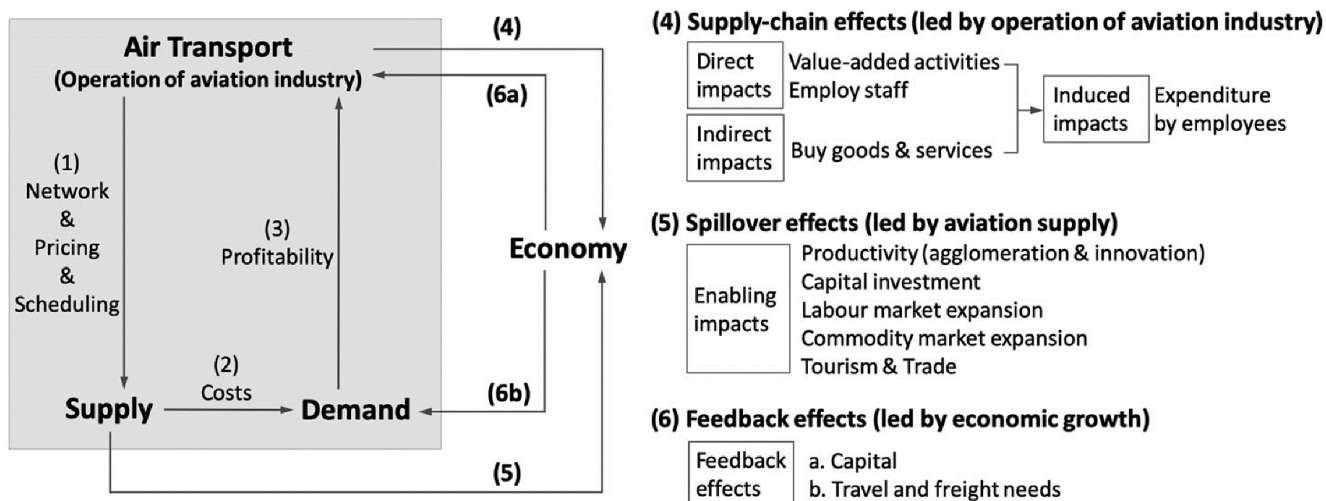 Air Transport
(Operation of aviation industry)
(1)
Network
&
Pricing
&
Scheduling
(2)
Costs
(3)
Profitability
Supply
Demand
(4)
(6a)
Economy
(6b)
(5)
(4) Supply-chain effects (led by operation of aviation industry)
Direct
impacts
Value-added activities
Employ staff
Indirect
impacts
Buy goods & services
Induced
impacts
Expenditure
by employees
(5) Spillover effects (led by aviation supply)
Enabling
impacts
Productivity (agglomeration & innovation)
Capital investment
Labour market expansion
Commodity market expansion
Tourism & Trade
(6) Feedback effects (led by economic growth)
Feedback
effects
a. Capital
b. Travel and freight needs